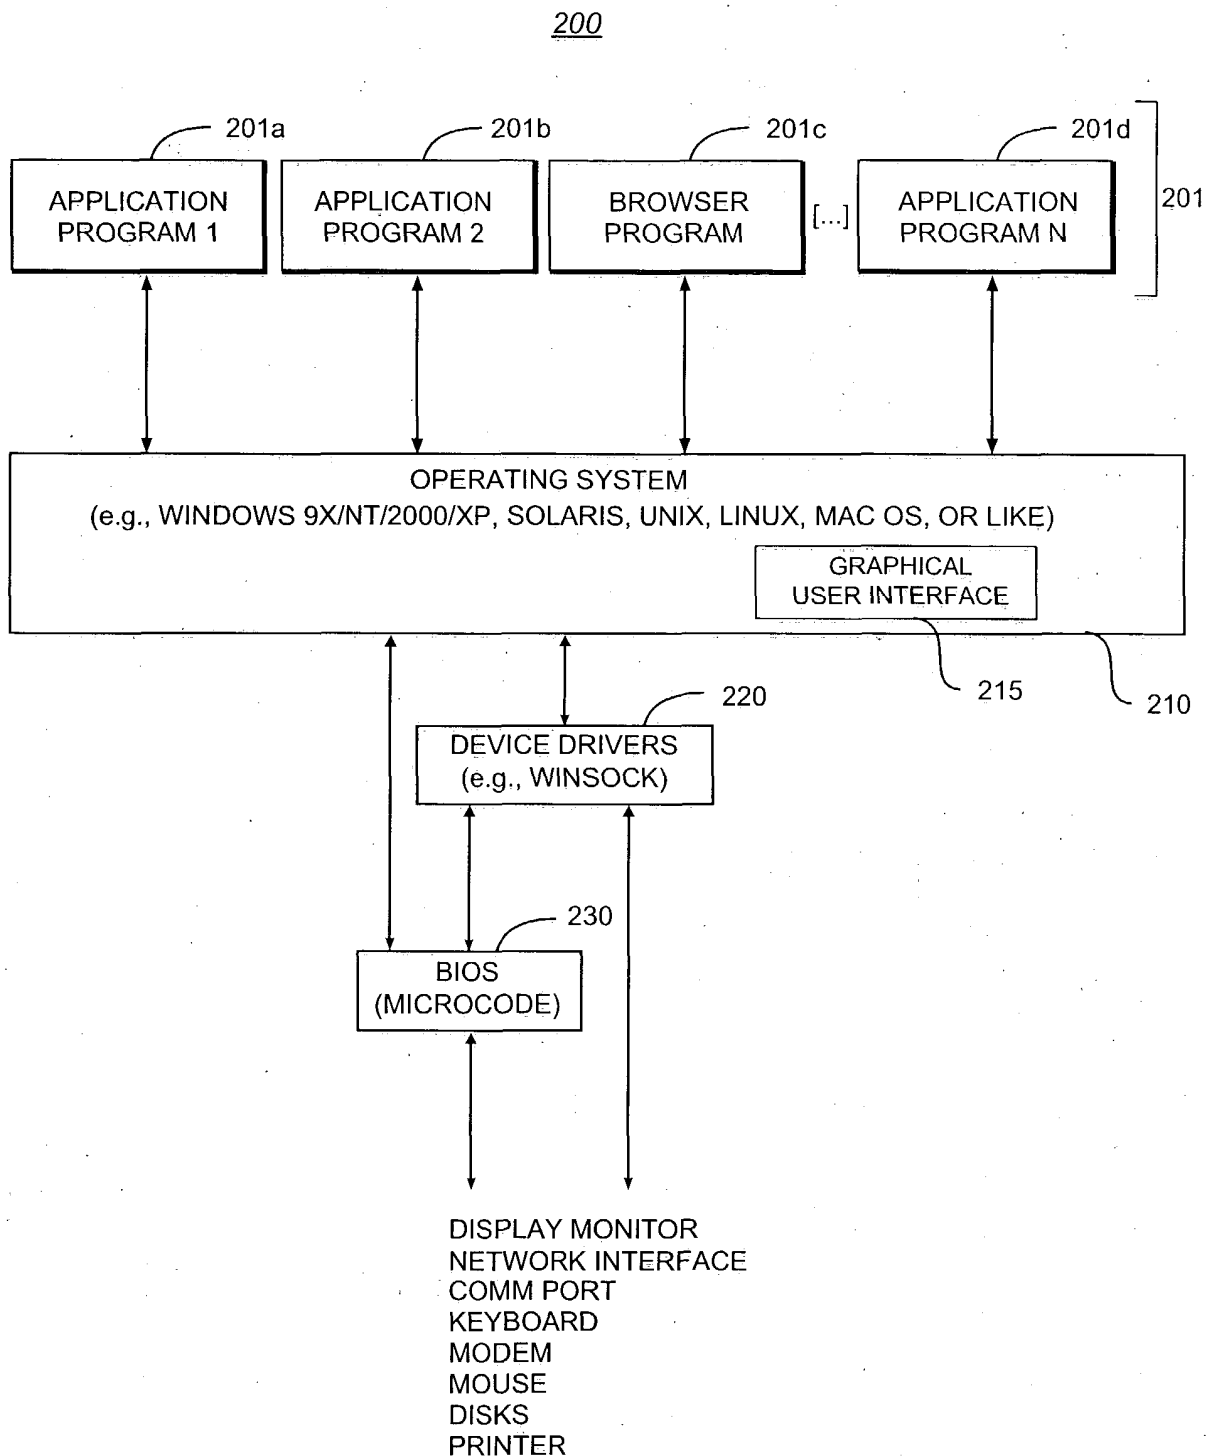 200
201a
201b
201c
201d
APPLICATION
PROGRAM 1
APPLICATION
PROGRAM 2
BROWSER
PROGRAM
[...]
APPLICATION
PROGRAM N
201
OPERATING SYSTEM
(e.g., WINDOWS 9X/NT/2000/XP, SOLARIS, UNIX, LINUX, MAC OS, OR LIKE)
GRAPHICAL
USER INTERFACE
215
210
220
DEVICE DRIVERS
(e.g., WINSOCK)
230
BIOS
(MICROCODE)
DISPLAY MONITOR
NETWORK INTERFACE
COMM PORT
KEYBOARD
MODEM
MOUSE
DISKS
PRINTER